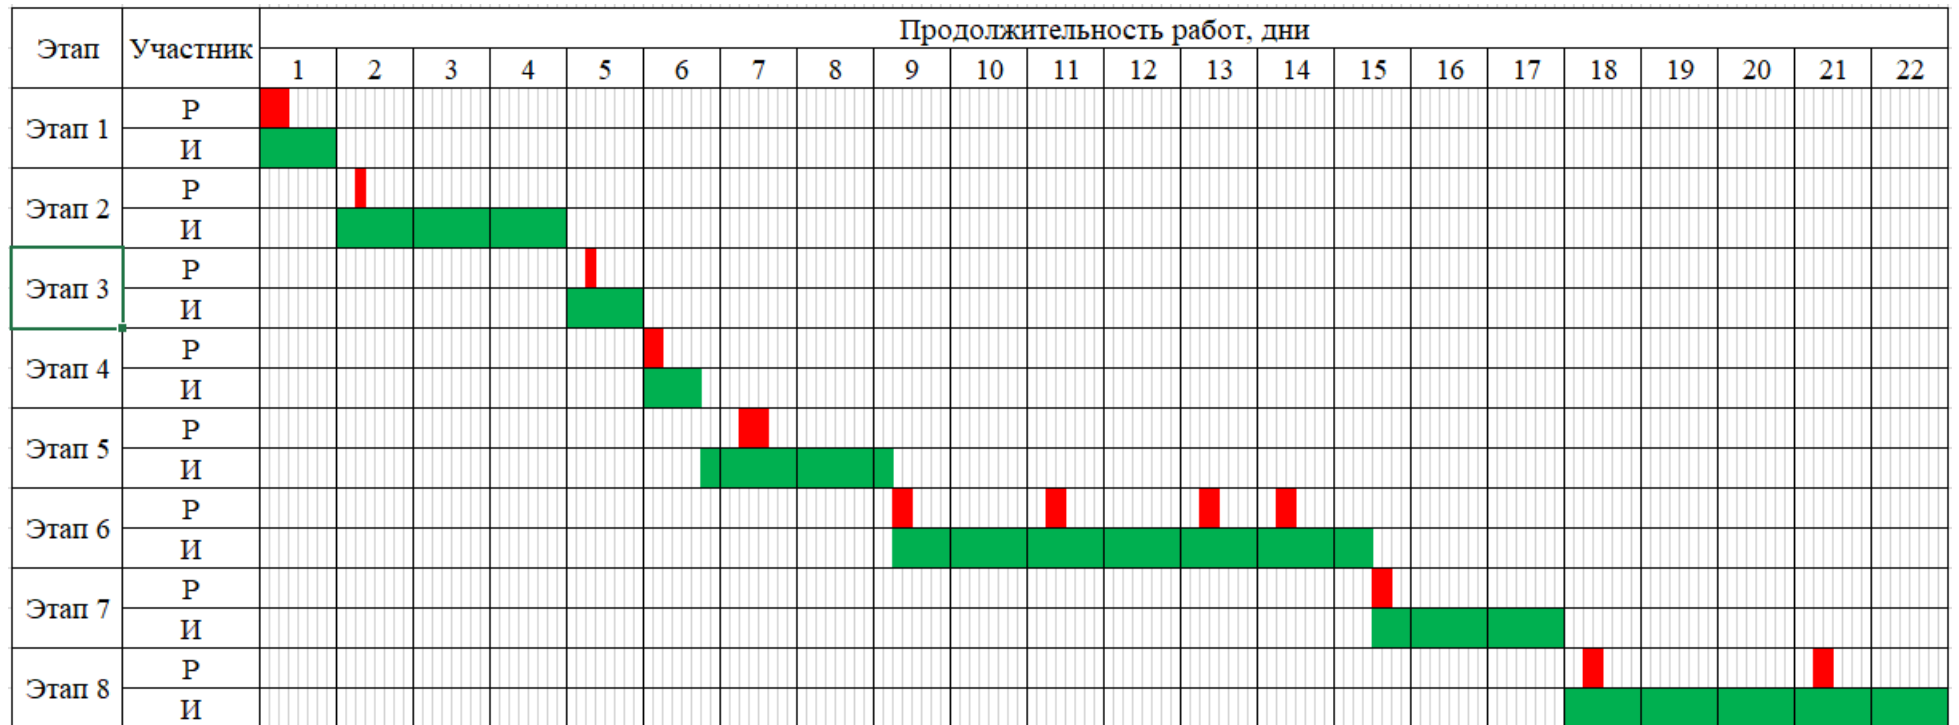 Этап Участник Продолжительность работ, дни
1 2 3 4 5 6 7 8 9 10 11 12 13 14 15 16 17 18 19 20 21 22
Этап 1
Р
И
Этап 2
Р
И
Этап 3
Р
И
Этап 4
Р
И
Этап 5
Р
И
Этап 6
Р
И
Этап 7
Р
И
Этап 8
Р
И